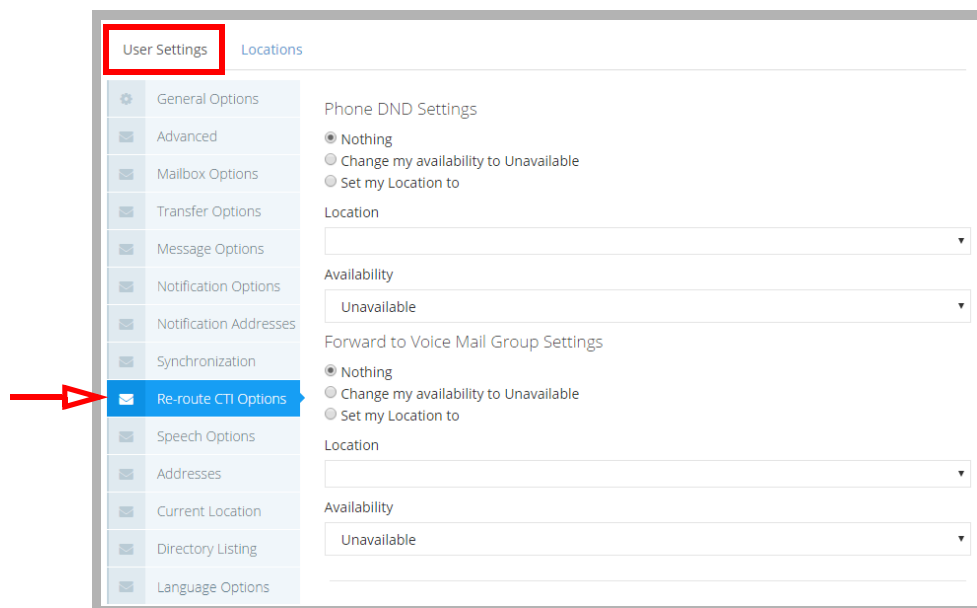 User Settings Locations
General Options
Advanced
Mailbox Options
Transfer Options
Message Options
Notification Options
Notification Addresses
Synchronization
Re-route CTI Options
Speech Options
Addresses
Current Location
Directory Listing
Language Options
Phone DND Settings
Nothing
Change my availability to Unavailable
Set my Location to
Location
Availability
Unavailable
Forward to Voice Mail Group Settings
Nothing
Change my availability to Unavailable
Set my Location to
Location
Availability
Unavailable